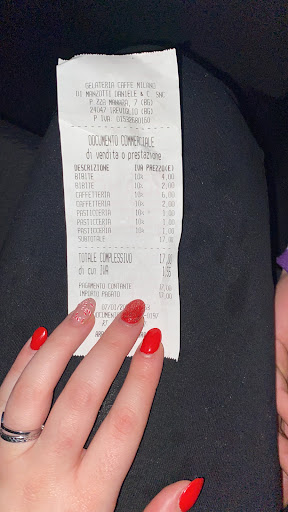 GELATERIA CAFFE MILANO
DI MANZOTTI DANIELE & C. SNC
P.ZZA MANARA, 7 (BG)
24047 TREVIGLIO (BG)
P.IVA
DOCUMENTO COMMERCIALE
di vendita o prestazione
DESCRIZIONE IVA PREZZO(€)
BIBITE 10% 4,00
BIBITE 10% 2,00
CAFFETTERIA 10% 6,00
CAFFETTERIA 10% 2,00
PASTICCERIA 10% 1,00
PASTICCERIA 10% 1,00
PASTICCERIA 10% 1,00
SUBTOTALE 17,00
TOTALE COMPLESSIVO 17,00
di cui IVA 1,55
PAGAMENTO CONTANTE 17,00
IMPORTO PAGATO 17,00